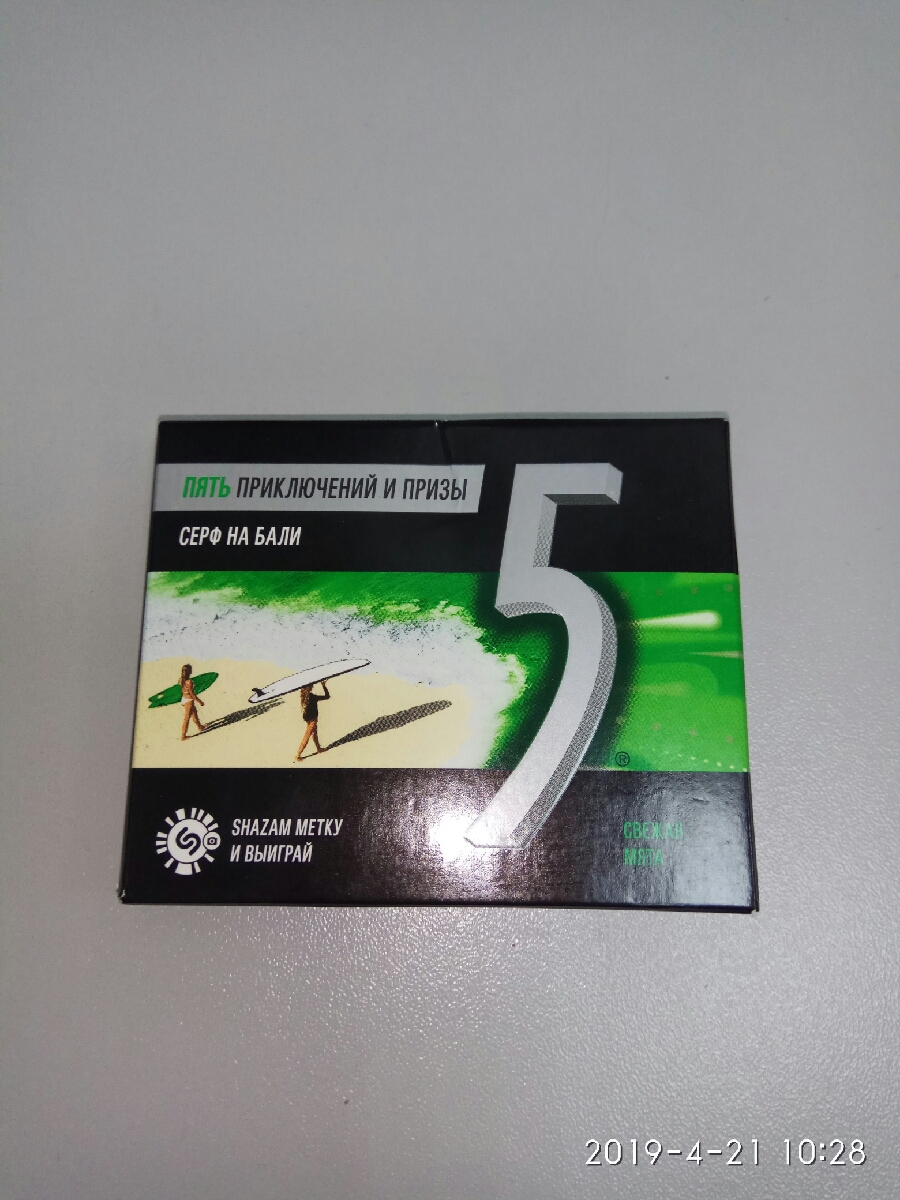 ПЯТЬ ПРИКЛЮЧЕНИЙ И ПРИЗЫ
СЕРФ НА БАЛИ
5
®
SHAZAM МЕТКУ
И ВЫИГРАЙ
СВЕЖАЯ
МЯТА
2019-4-21 10:28